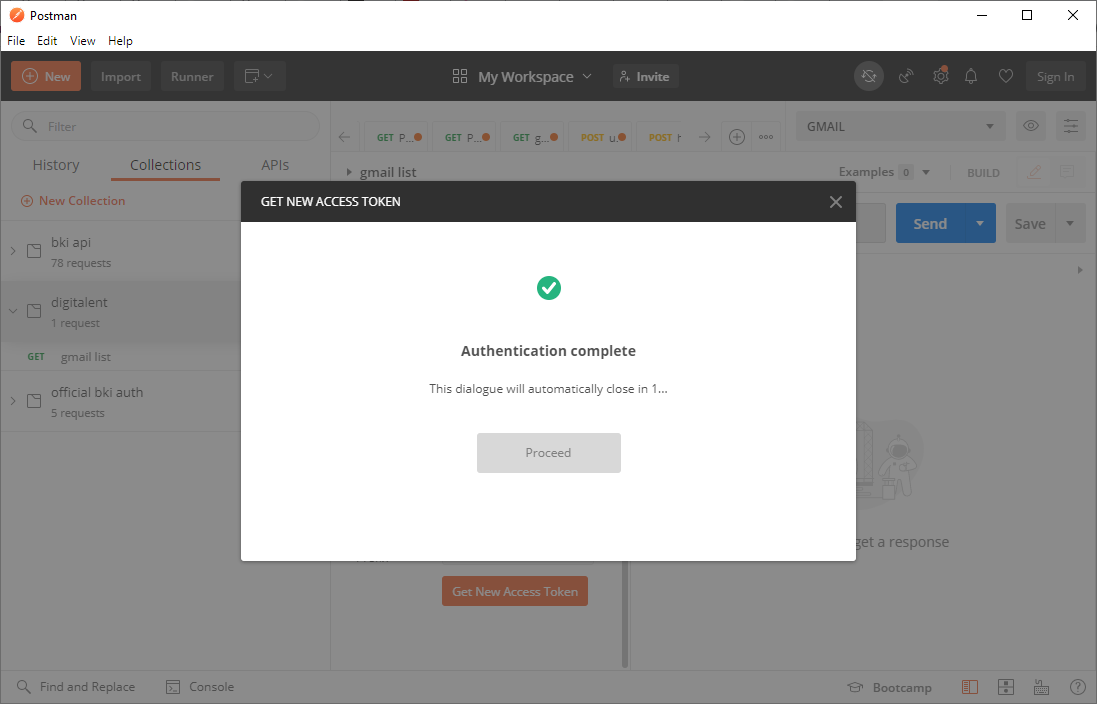 Postman
File Edit View Help
New Import Runner My Workspace Invite Sign In
Filter
History Collections APIs
New Collection
bki api
78 requests
digitalent
1 request
GET gmail list
official bki auth
5 requests
GET P... GET P... GET g... POST u. POST GMAIL
gmail list Examples 0 BUILD
Send Save
GET NEW ACCESS TOKEN
Authentication complete
This dialogue will automatically close in 1...
Proceed
get a response
Get New Access Token
Find and Replace Console Bootcamp